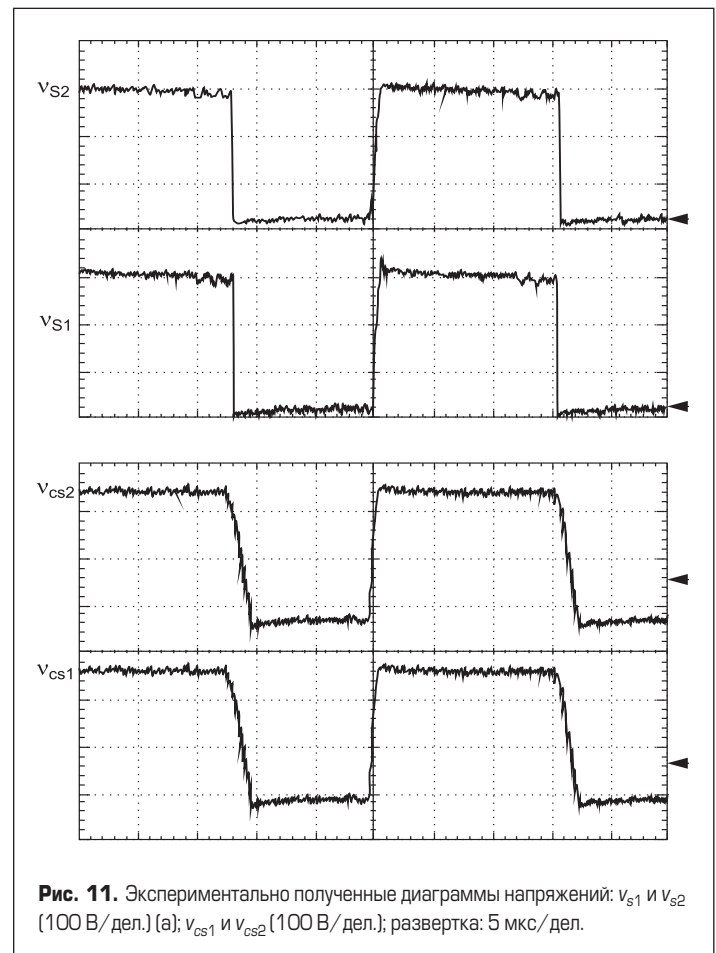 vS2
vS1
vcs2
vcs1
Рис. 11. Экспериментально полученные диаграммы напряжений: vs1 и vs2
(100 В/дел.) (а); vcs1 и vcs2 (100 В/дел.); развертка: 5 мкс/дел.